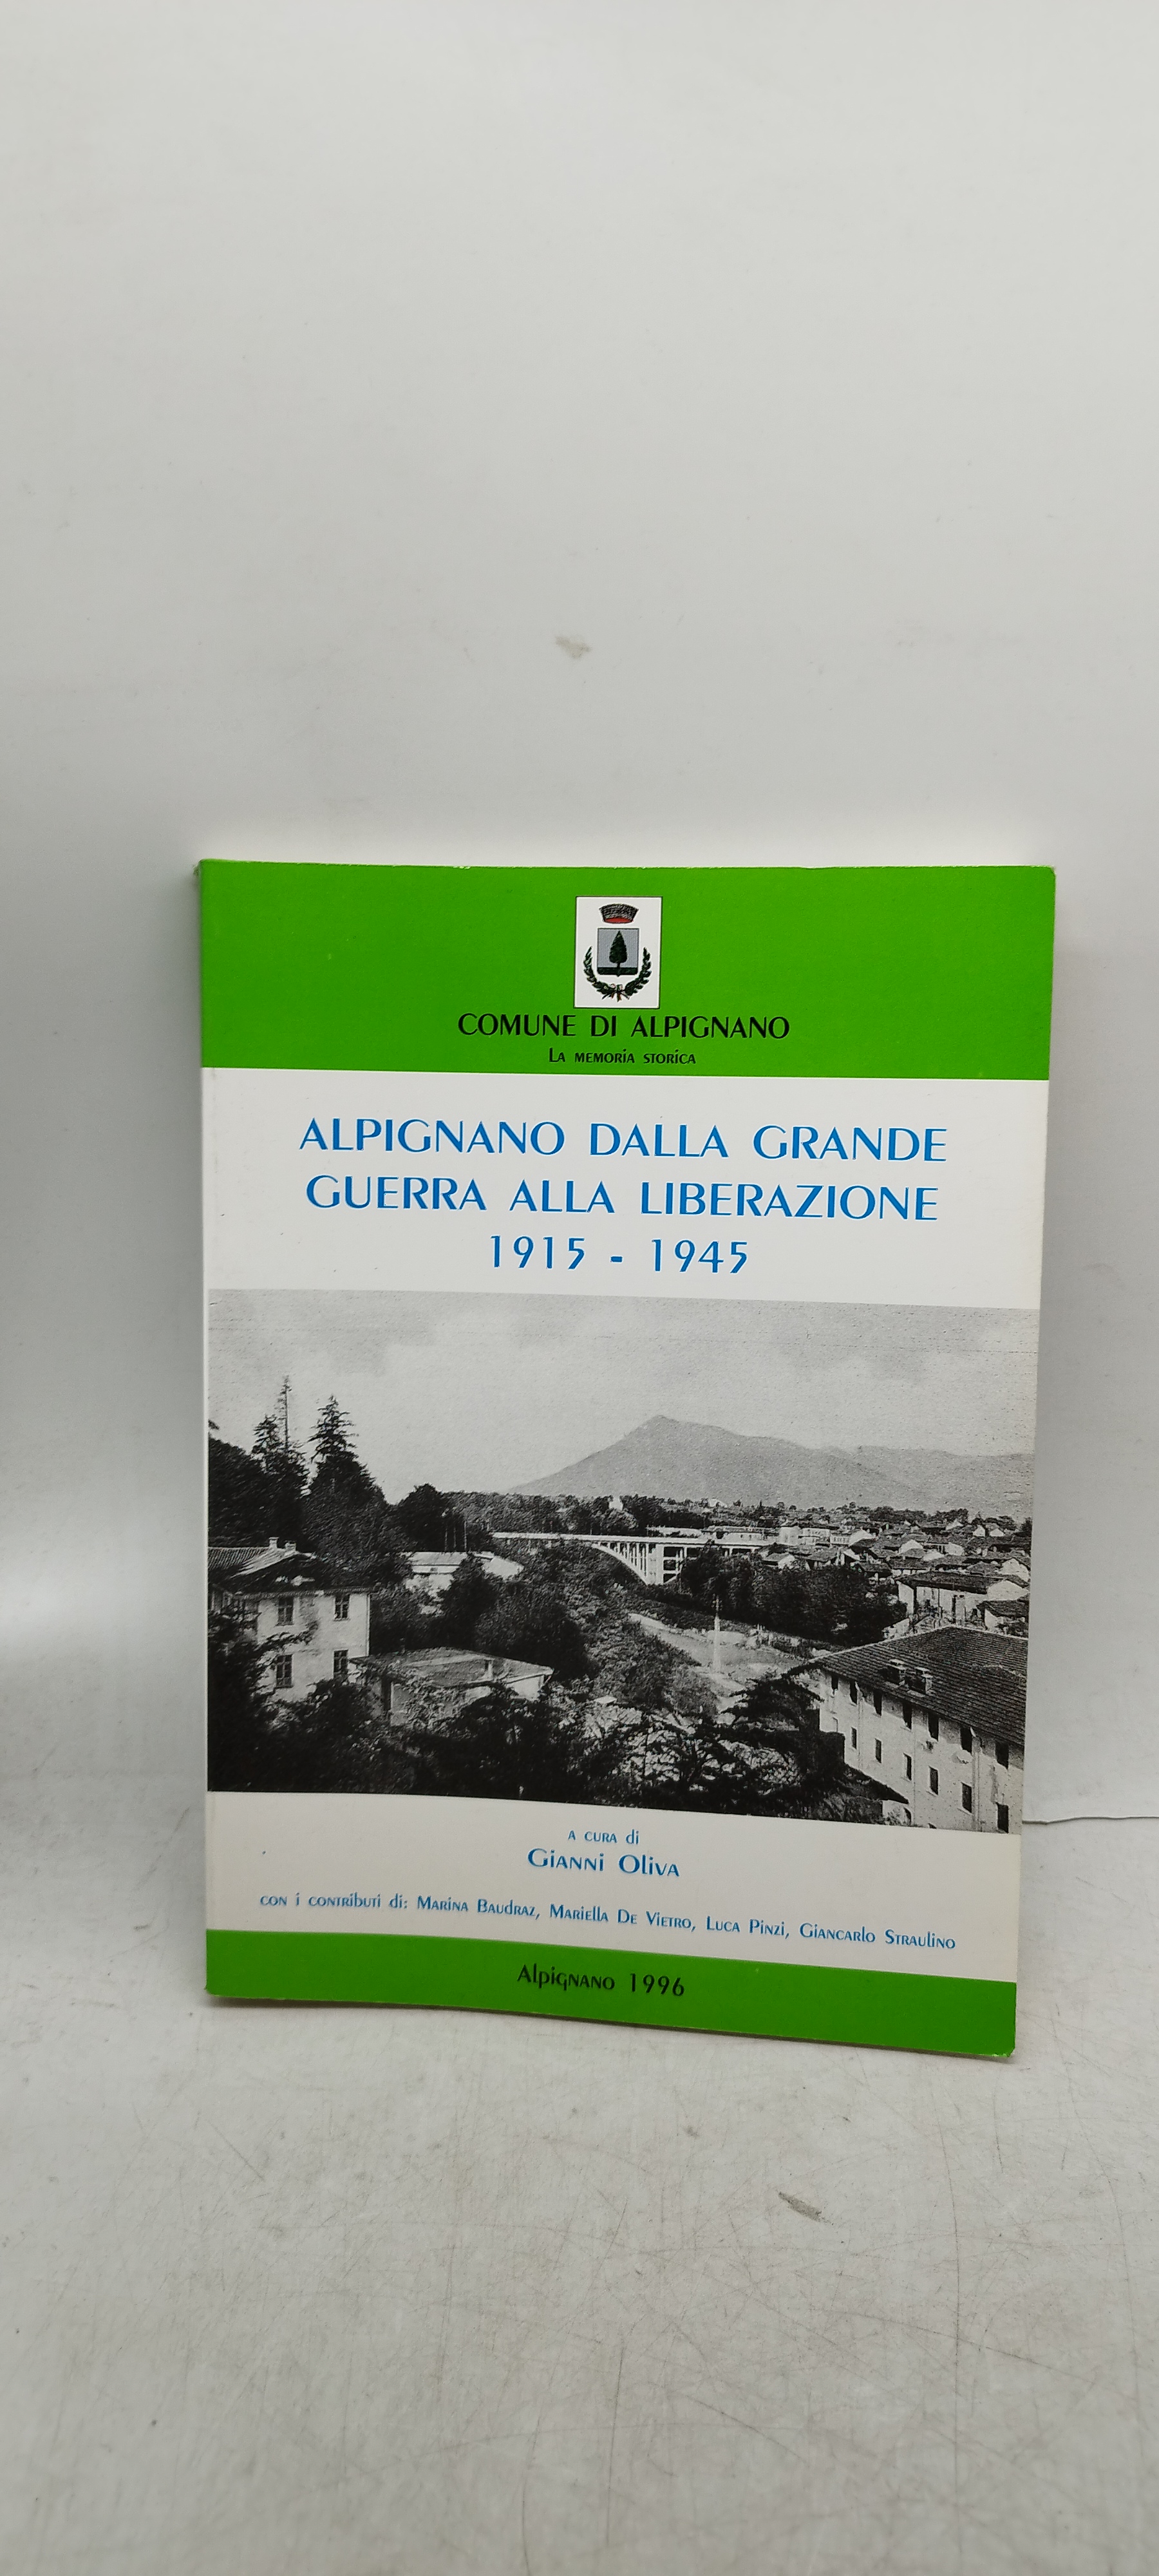 COMUNE DI ALPIGNANO
LA MEMORIA STORICA
ALPIGNANO DALLA GRANDE
GUERRA ALLA LIBERAZIONE
1915 - 1945
A CURA di
GIANNI OLIVA
CON i CONTRIBUTI di: MARINA BAUDRAZ, MARIELLA DE VIETRO, LUCA PINZI, GIANCARLO STRAULINO
ALPIGNANO 1996